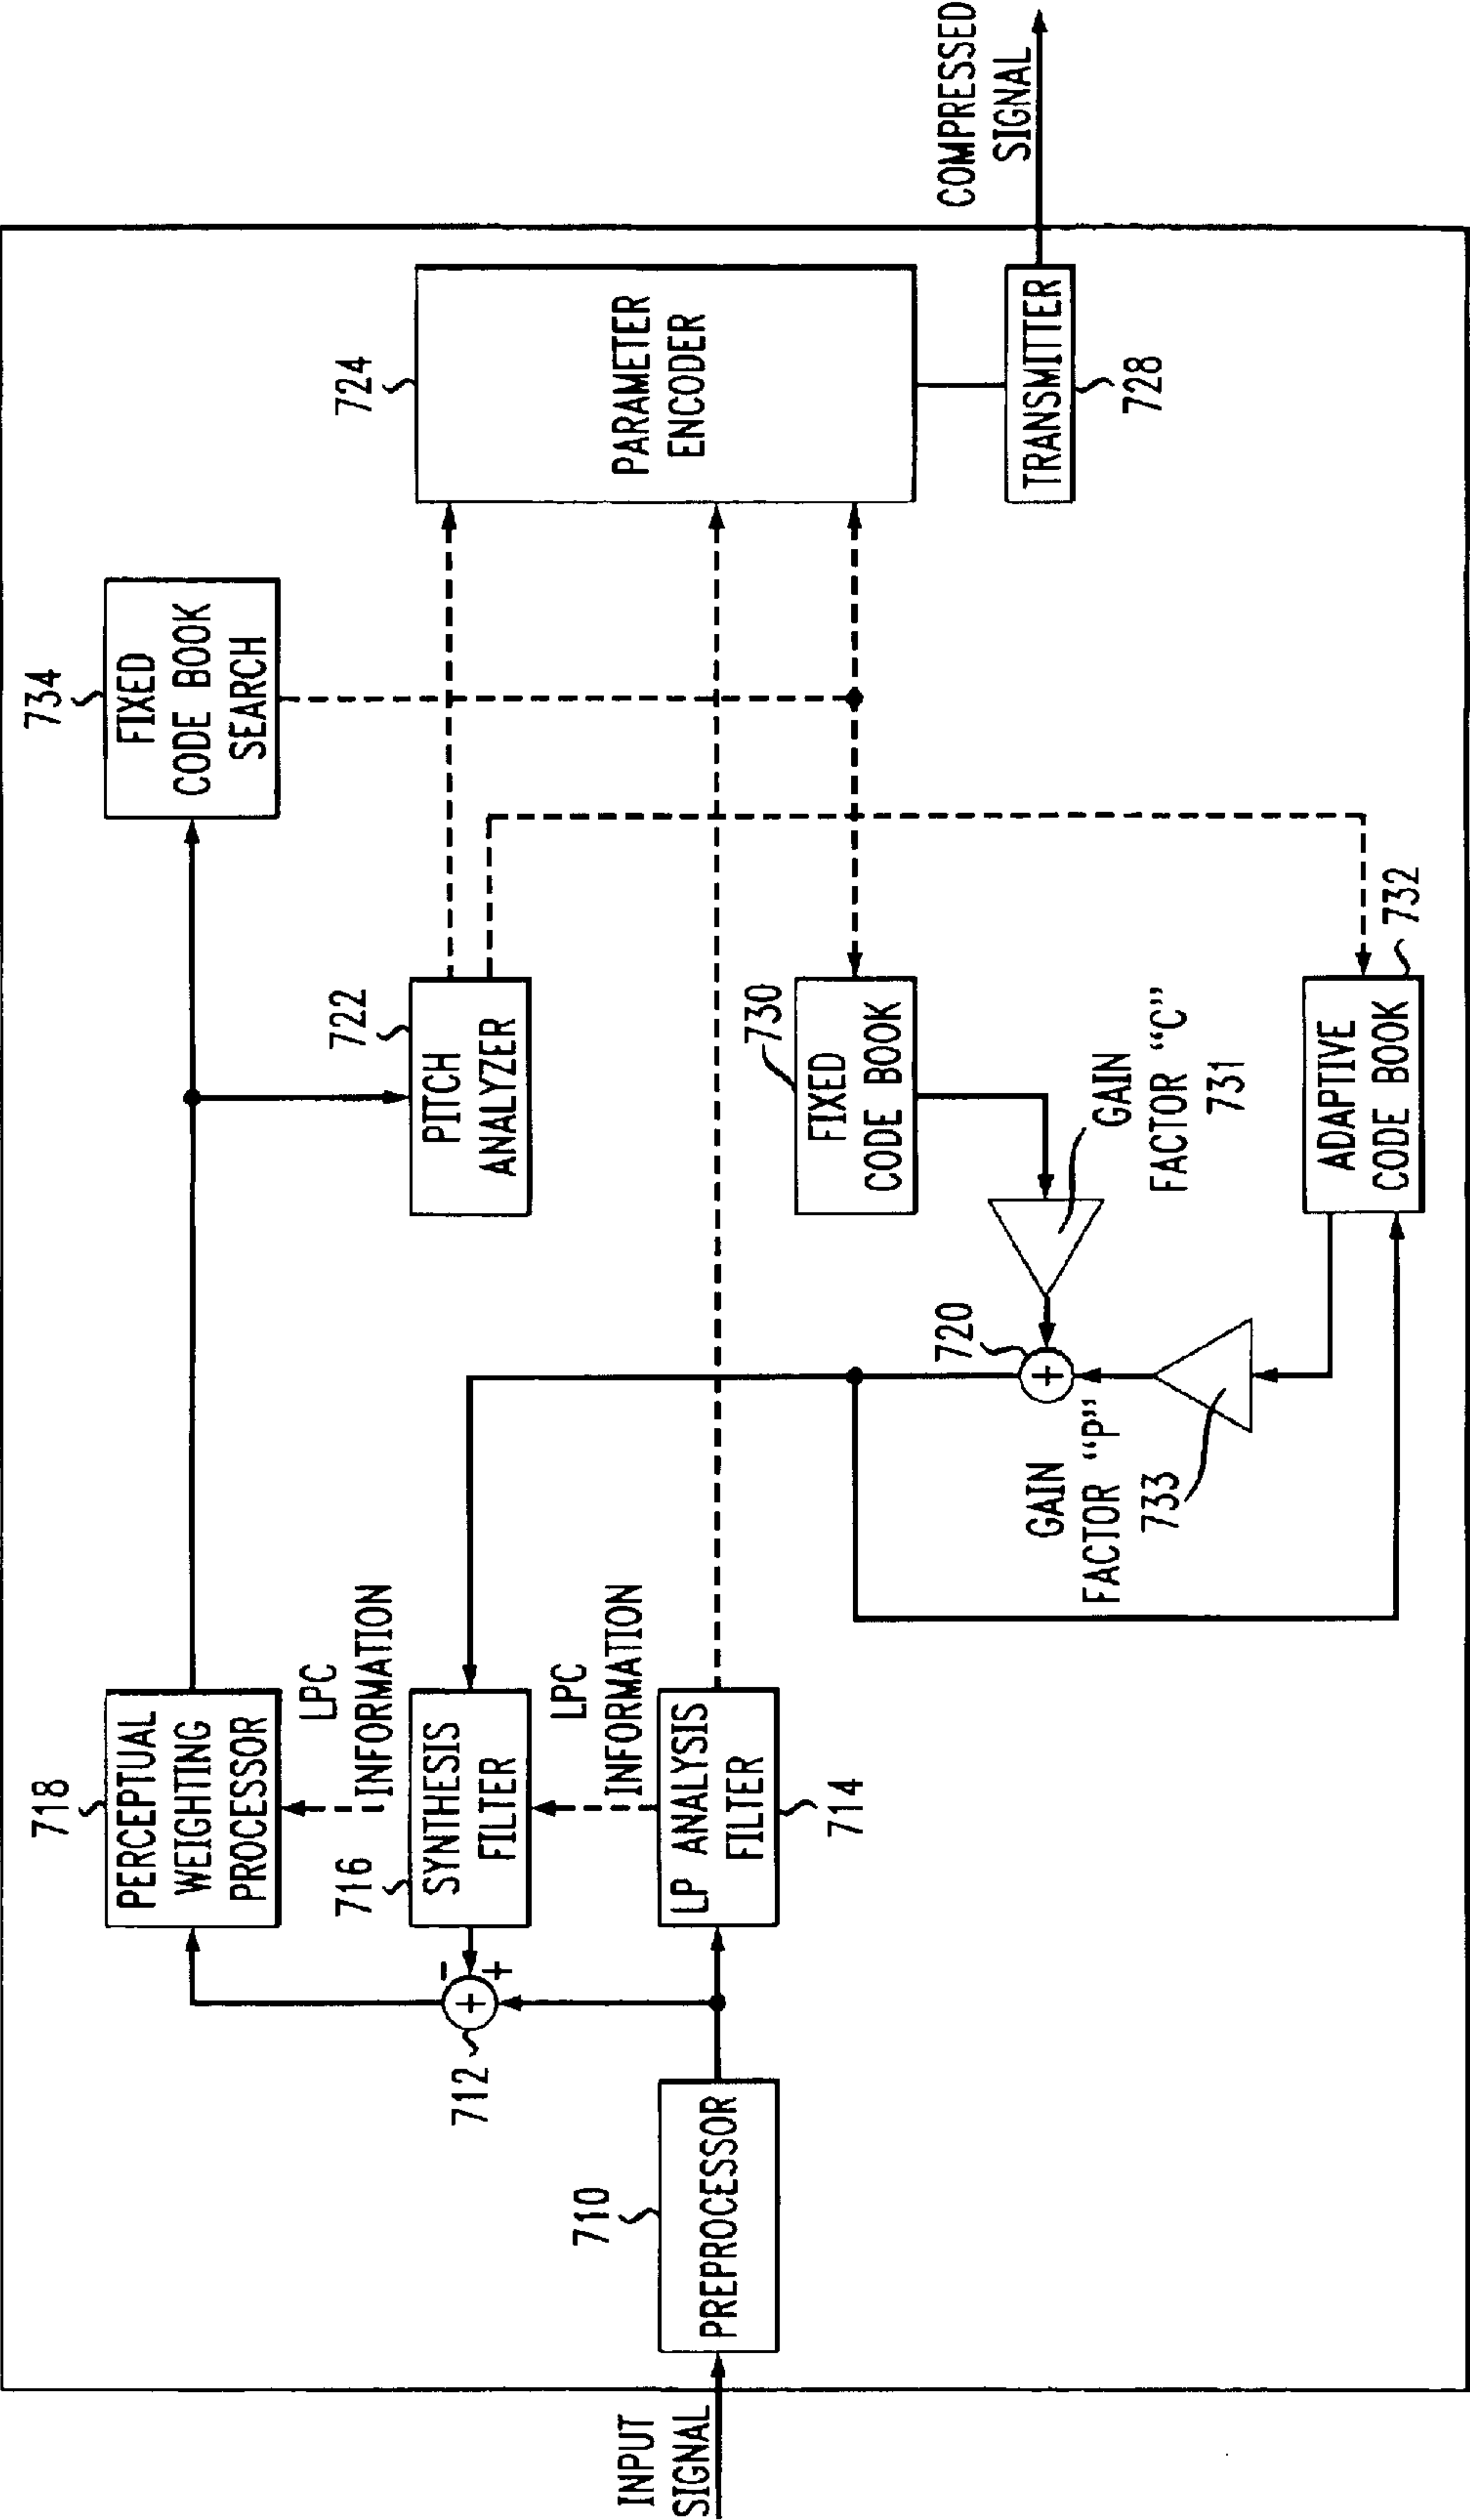 734
FIXED
CODE BOOK
SEARCH
718
PERCEPTUAL
WEIGHTING
PROCESSOR
LPC
INFORMATION
716
SYNTHESIS
FILTER
-
+
+
712
LPC
INFORMATION
722
PITCH
ANALYZER
724
PARAMETER
ENCODER
COMPRESSED
SIGNAL
INPUT
SIGNAL
710
PREPROCESSOR
LP ANALYSIS
FILTER
714
730
FIXED
CODE BOOK
720
+
GAIN
FACTOR "C"
731
GAIN
FACTOR "P"
733
TRANSMITTER
728
ADAPTIVE
CODE BOOK
732